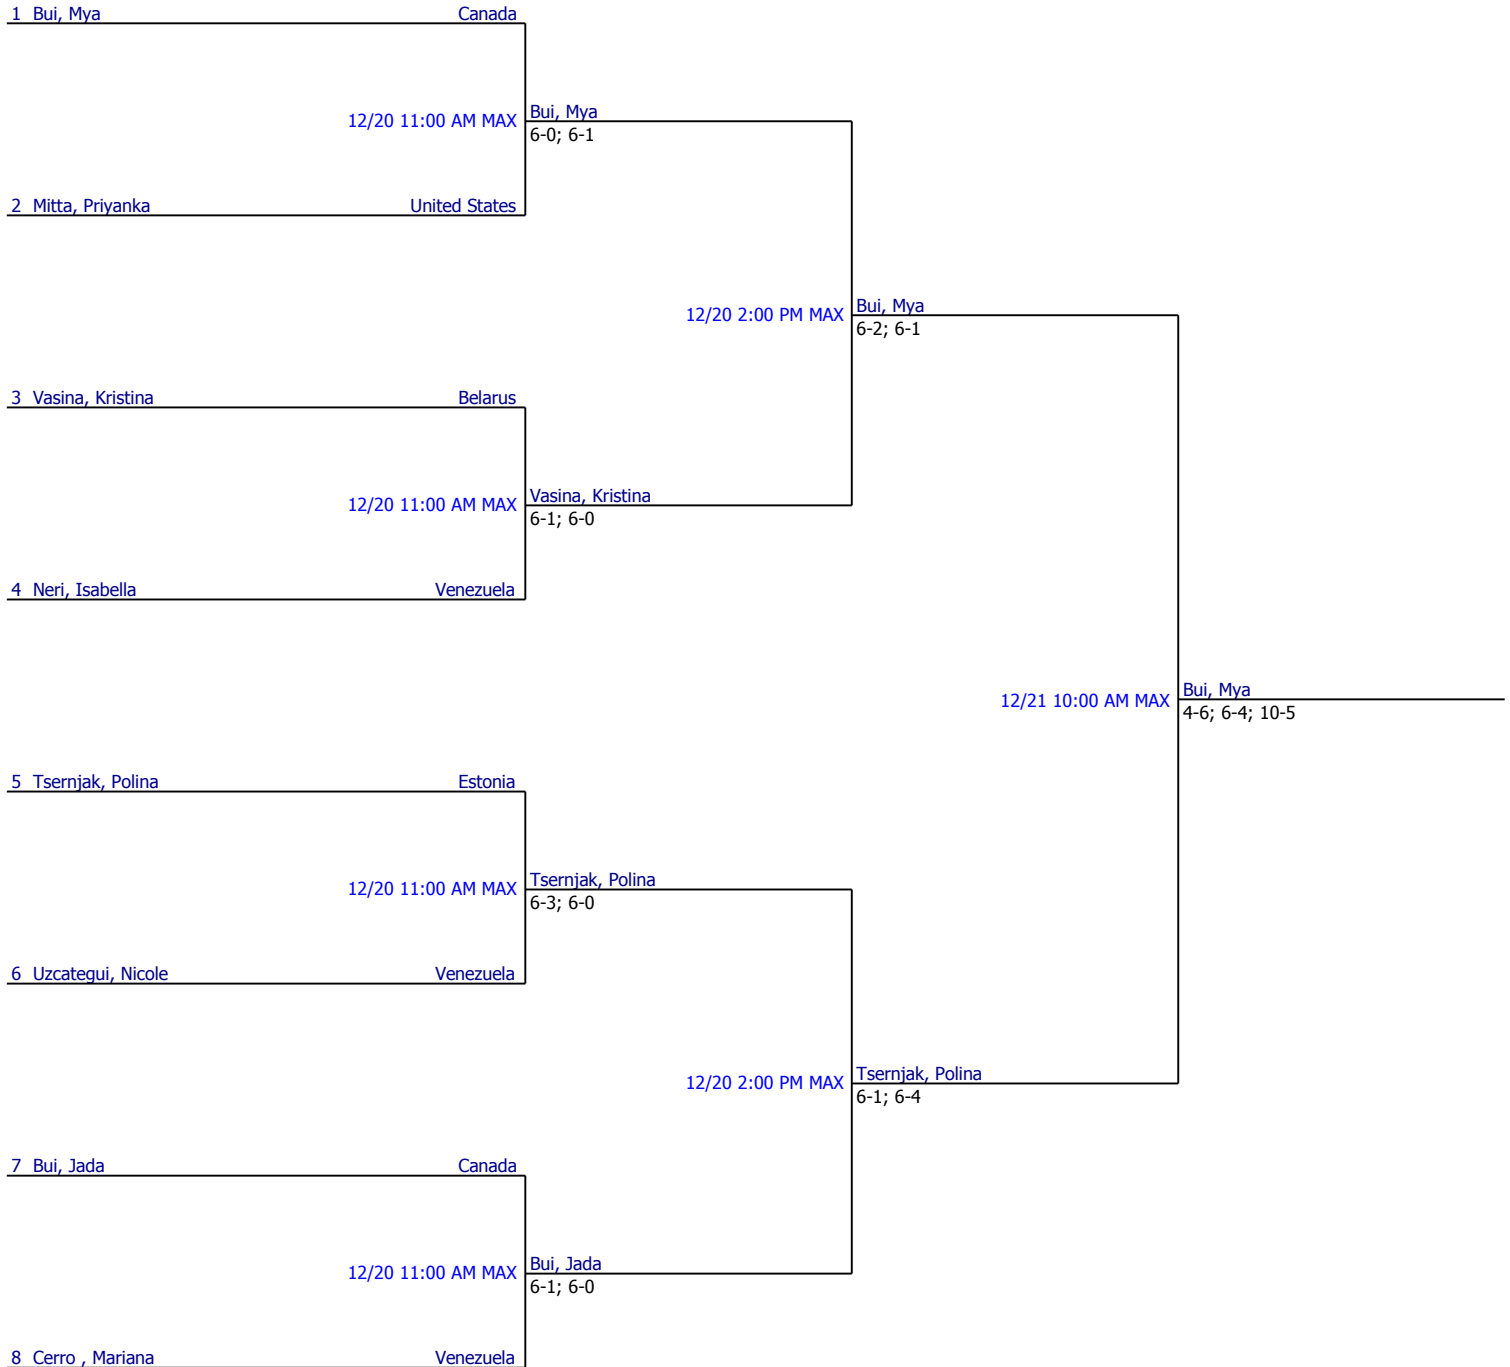 1 Bui, Mya Canada
12/20 11:00 AM MAX Bui, Mya
6-0; 6-1
2 Mitta, Priyanka United States
12/20 2:00 PM MAX Bui, Mya
6-2; 6-1
3 Vasina, Kristina Belarus
12/20 11:00 AM MAX Vasina, Kristina
6-1; 6-0
4 Neri, Isabella Venezuela
12/21 10:00 AM MAX Bui, Mya
4-6; 6-4; 10-5
5 Tsernjak, Polina Estonia
12/20 11:00 AM MAX Tsernjak, Polina
6-3; 6-0
6 Uzcategui, Nicole Venezuela
12/20 2:00 PM MAX Tsernjak, Polina
6-1; 6-4
7 Bui, Jada Canada
12/20 11:00 AM MAX Bui, Jada
6-1; 6-0
8 Cerro , Mariana Venezuela